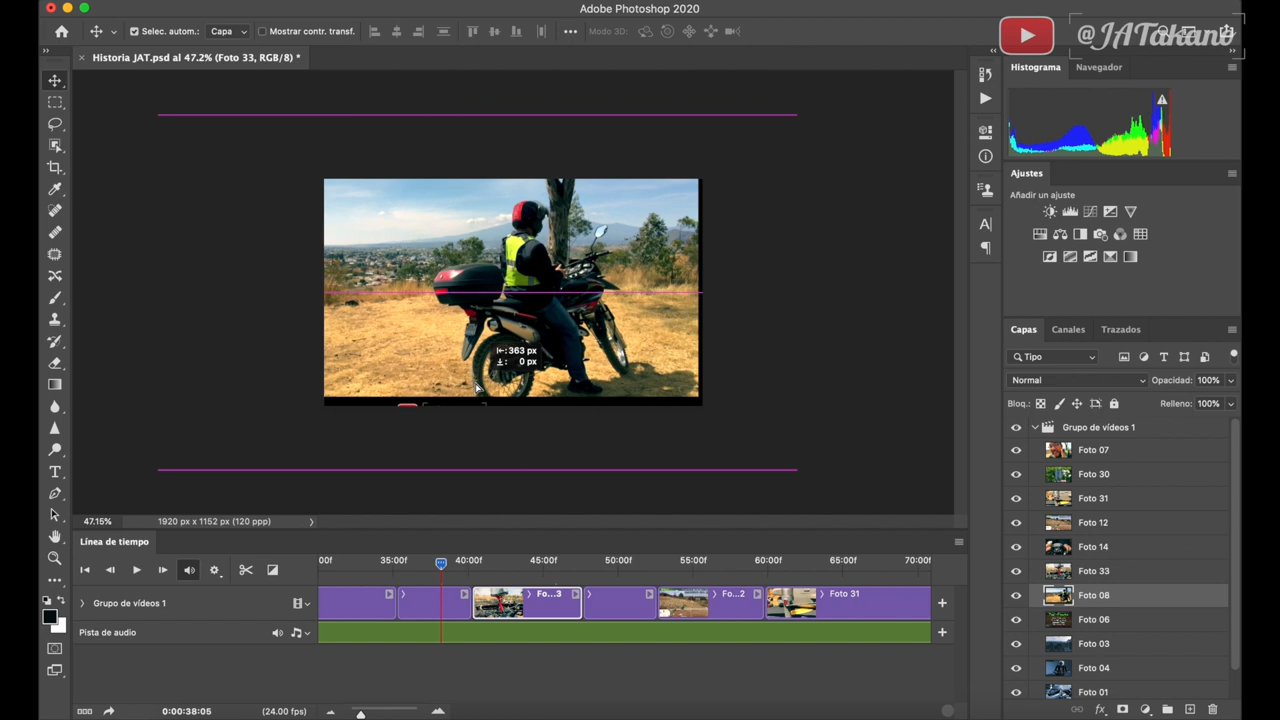 Adobe Photoshop 2020
Selec. autom.: Capa Mostrar contr. transf. ••• Modo 3D:
@JATakano
× Historia JAT.psd al 47.2% (Foto 33, RGB/8) *
Histograma Navegador
Ajustes
Añadir un ajuste
363 px
0 px
Capas Canales Trazados
Tipo
Normal Opacidad: 100%
Bloq.: Relleno: 100%
Grupo de vídeos 1
Foto 07
Foto 30
Foto 31
Foto 12
Foto 14
Foto 33
Foto 08
Foto 06
Foto 03
Foto 04
Foto 01
47.15% 1920 px x 1152 px (120 ppp)
Línea de tiempo
00f 35:00f 40:00f 45:00f 50:00f 55:00f 60:00f 65:00f 70:00f
Grupo de vídeos 1 Fo...3 Fo...2 Foto 31
Pista de audio
0:00:38:05 (24.00 fps)